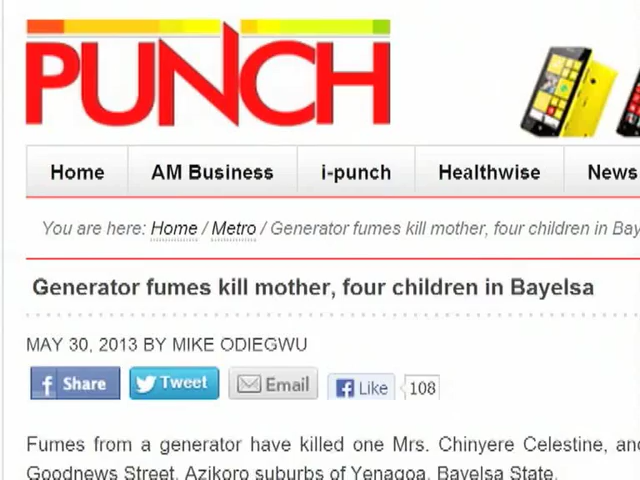 PUNCH
Home AM Business i-punch Healthwise News
You are here: Home / Metro / Generator fumes kill mother, four children in Bay
Generator fumes kill mother, four children in Bayelsa
MAY 30, 2013 BY MIKE ODIEGWU
Share Tweet Email Like 108
Fumes from a generator have killed one Mrs. Chinyere Celestine, and
Goodnews Street, Azikoro suburbs of Yenagoa, Bayelsa State.